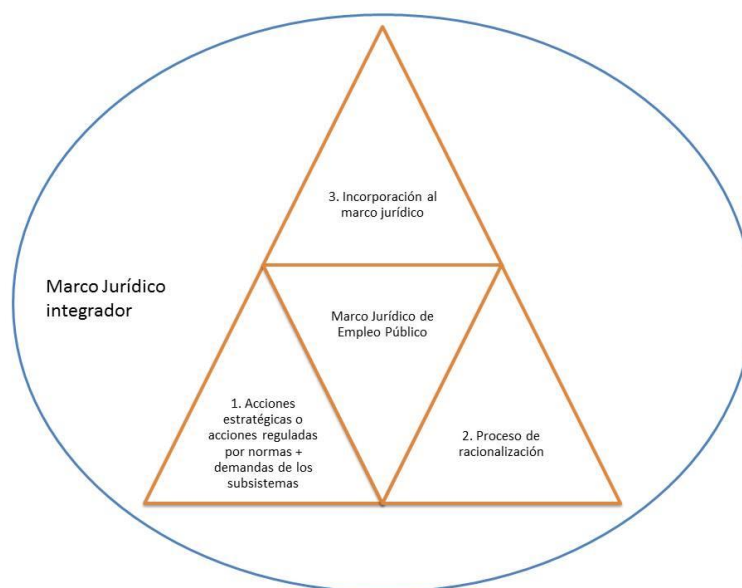 3. Incorporación al
marco jurídico
Marco Jurídico
integrador
Marco Jurídico de
Empleo Público
1. Acciones
estratégicas o
acciones reguladas
por normas +
demandas de los
subsistemas
2. Proceso de
racionalización